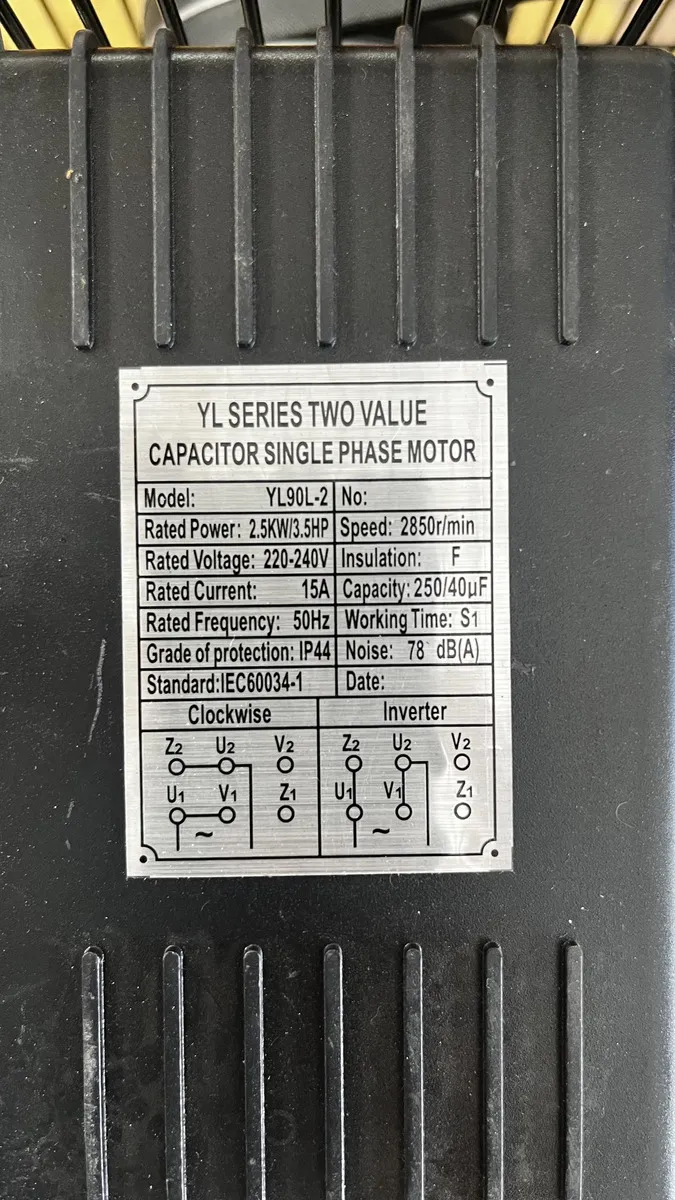 YL SERIES TWO VALUE
CAPACITOR SINGLE PHASE MOTOR
Model: YL90L-2 No:
Rated Power: 2.5KW/3.5HP Speed: 2850r/min
Rated Voltage: 220-240V Insulation: F
Rated Current: 15A Capacity: 250/40µF
Rated Frequency: 50Hz Working Time: S1
Grade of protection: IP44 Noise: 78 dB(A)
Standard:IEC60034-1 Date:
Clockwise Inverter
Z2 U2 V2 Z2 U2 V2
U1 V1 Z1 U1 V1 Z1
~ ~